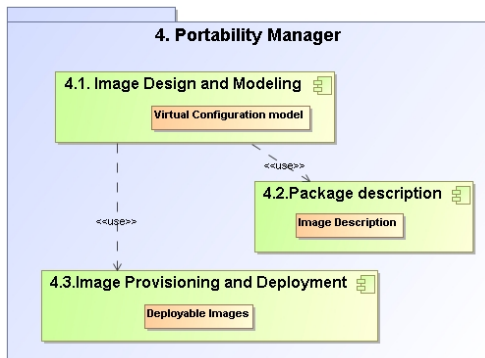 4. Portability Manager
4.1. Image Design and Modeling
Virtual Configuration model
<<use>>
4.2.Package description
Image Description
<<use>>
4.3.Image Provisioning and Deployment
Deployable Images